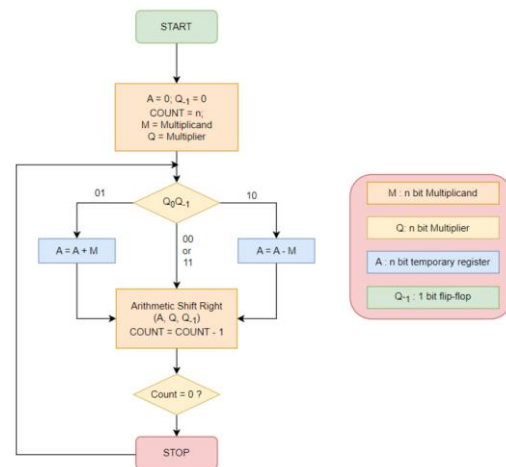 START
A = 0; Q-1 = 0
COUNT = n;
M = Multiplicand
Q = Multiplier
01
Q0Q-1
10
A = A + M
00
or
11
A = A - M
Arithmetic Shift Right
(A, Q, Q-1)
COUNT = COUNT - 1
Count = 0 ?
STOP
M : n bit Multiplicand
Q: n bit Multiplier
A : n bit temporary register
Q-1 : 1 bit flip-flop